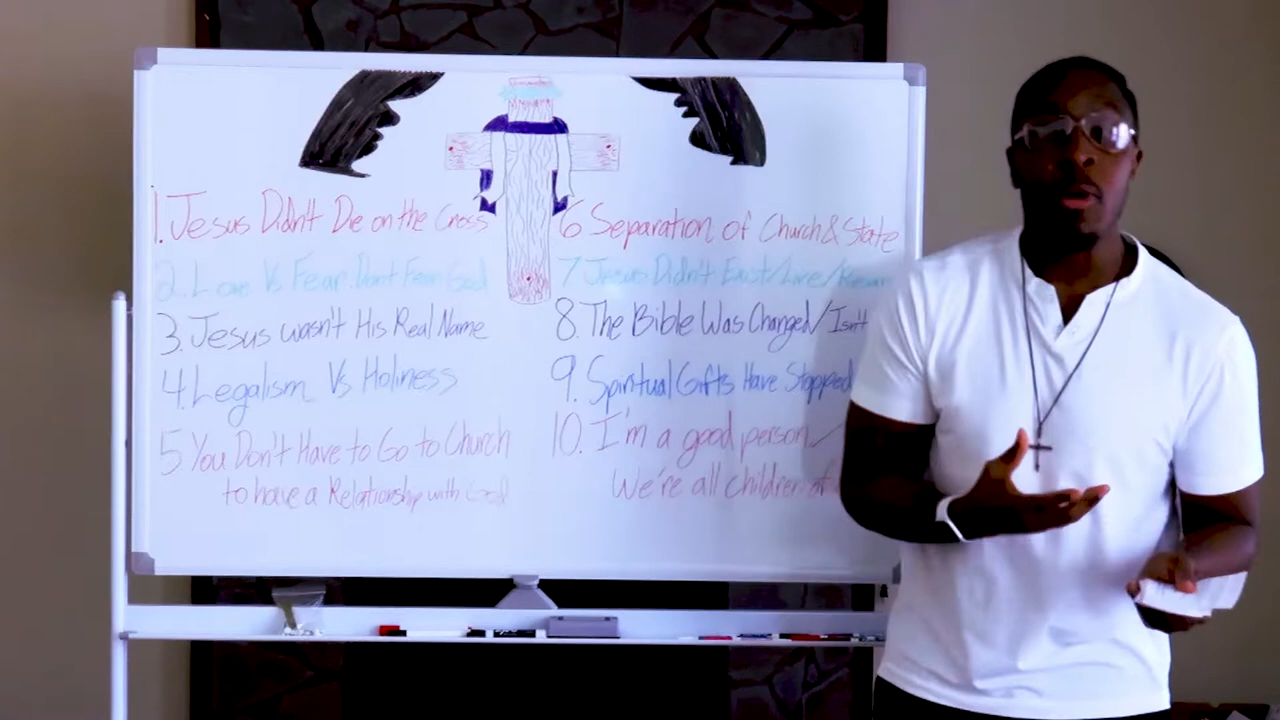 1. Jesus Didn't Die on the Cross
2. Love Vs Fear. Don't Fear God
3. Jesus wasn't His Real Name
4. Legalism Vs Holiness
5. You Don't Have to Go to Church
to have a Relationship with God
6 Separation of Church & State
7 Jesus Didn't Exist/Live/
8. The Bible Was Changed/Isn't
9. Spiritual Gifts Have Stopped
10. I'm a good person/
We're all children of